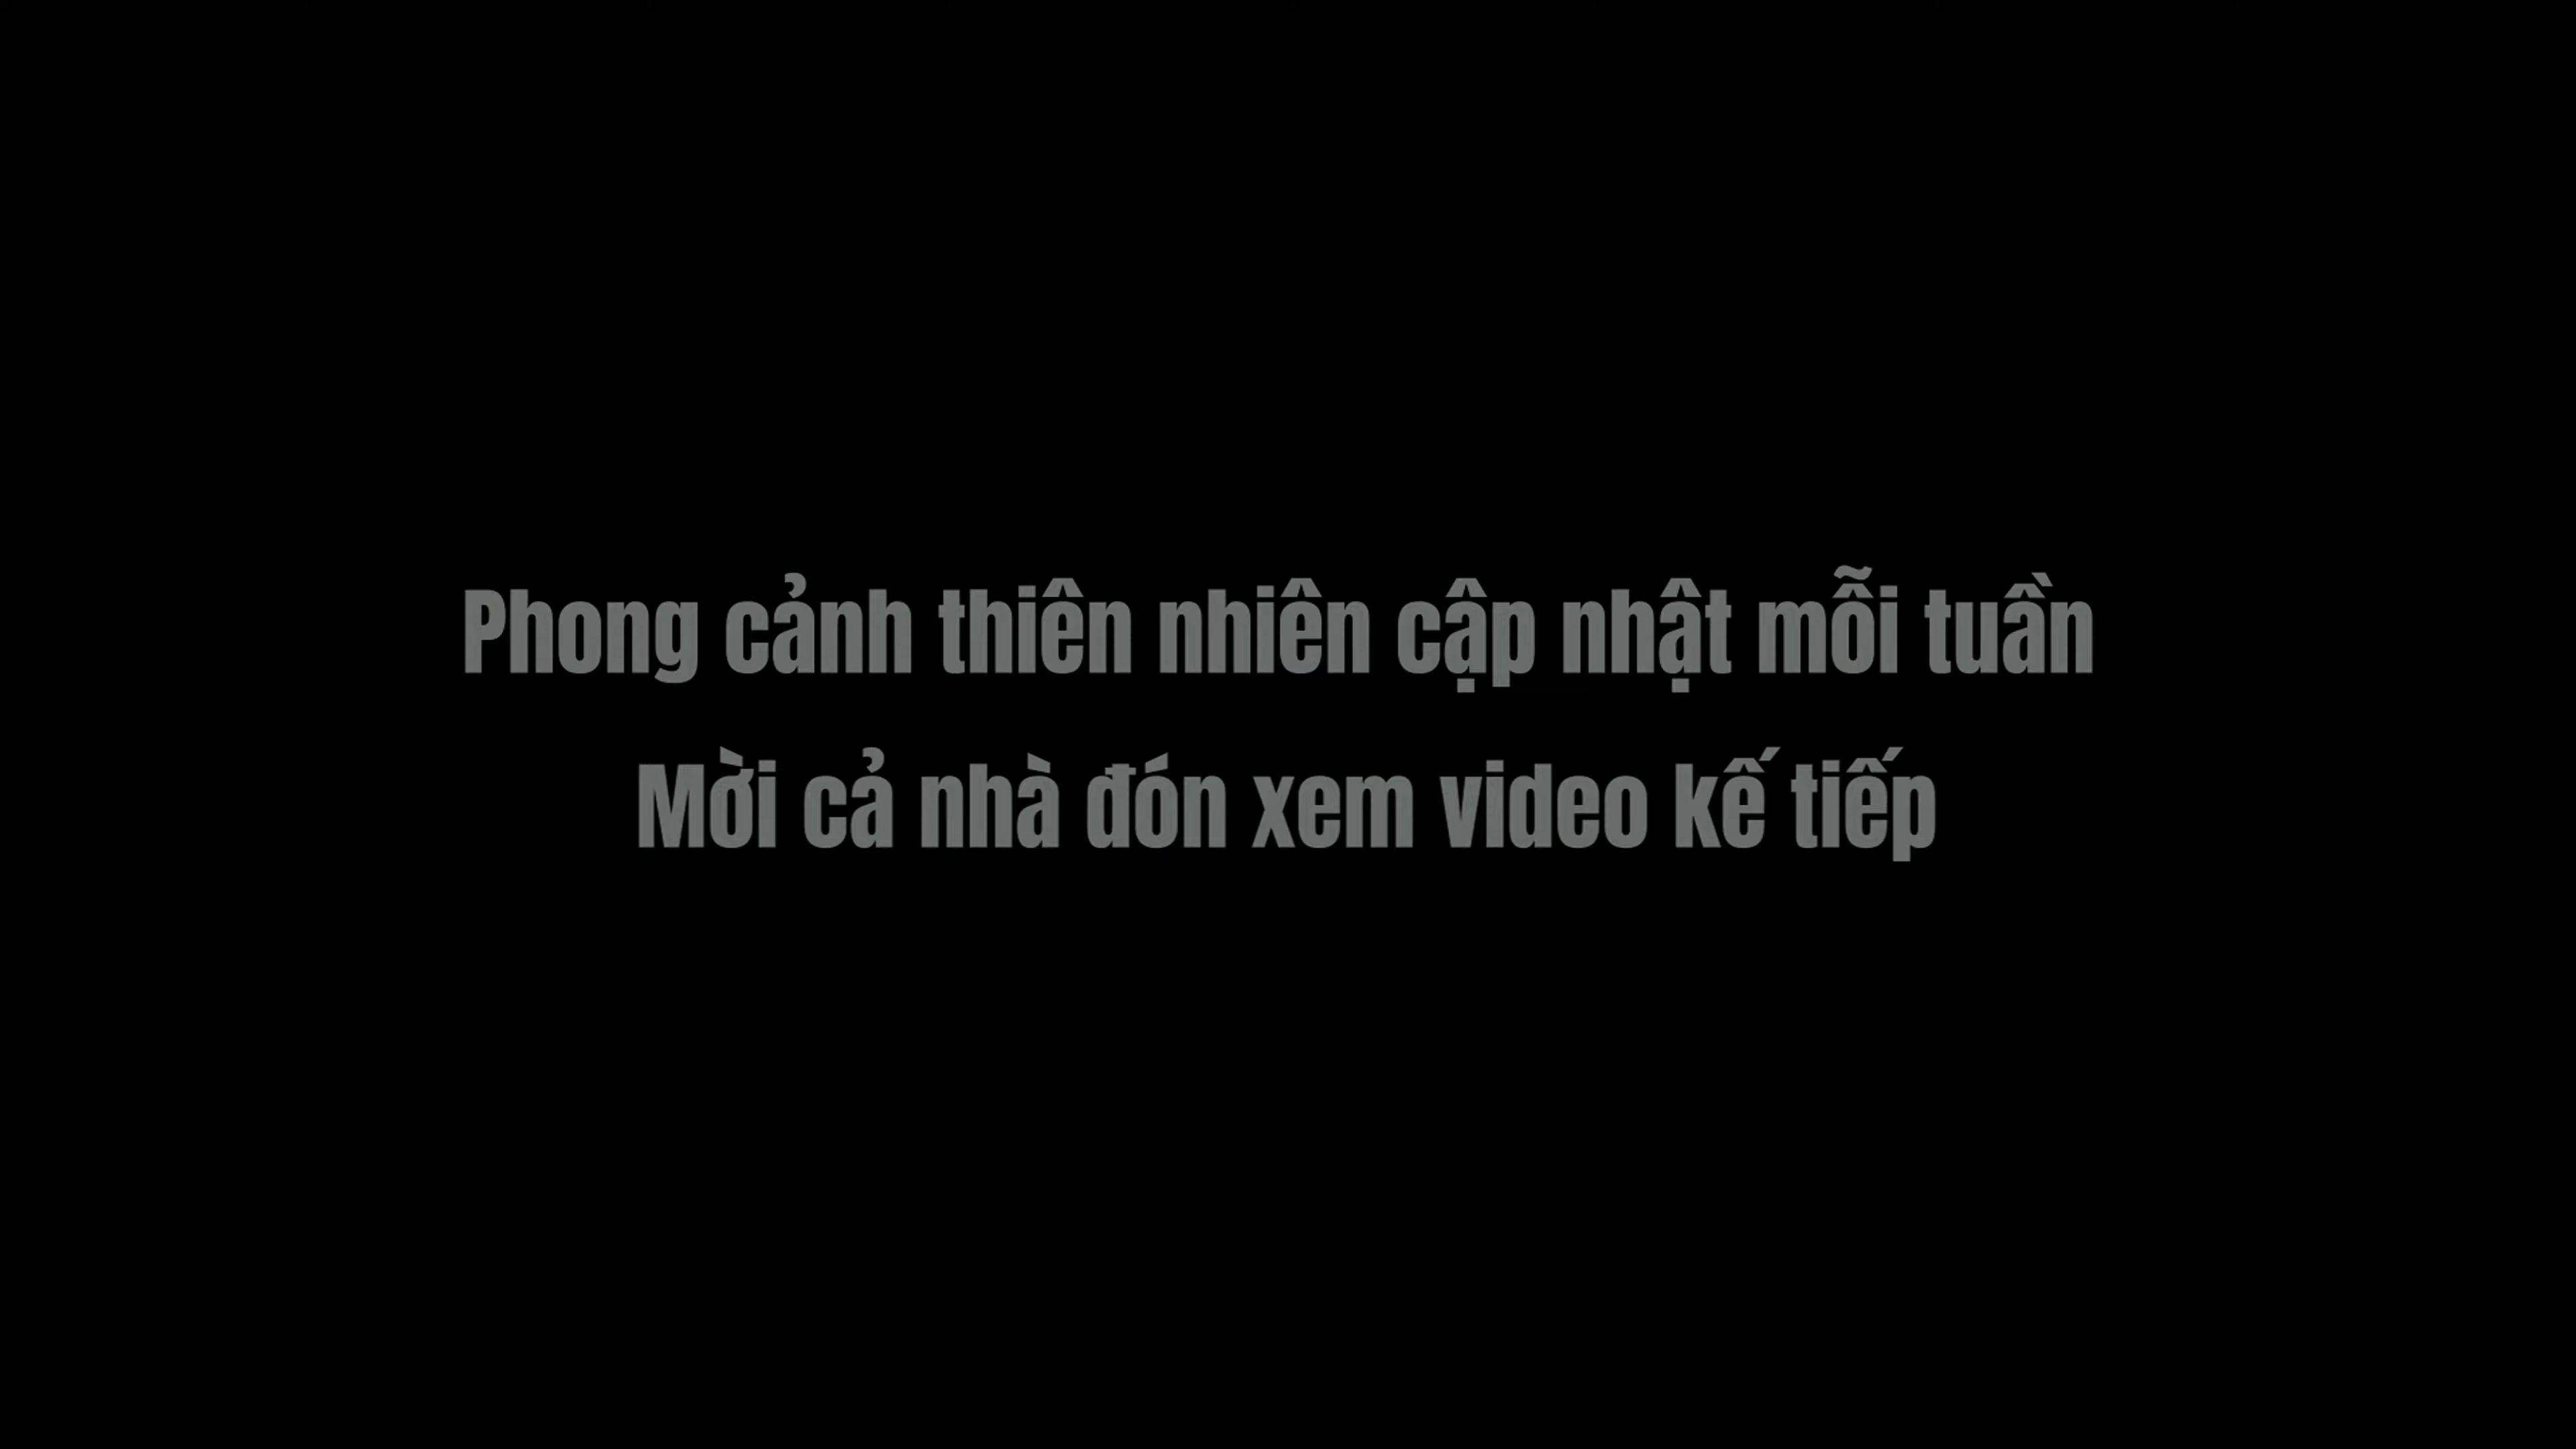 Phong cảnh thiên nhiên cập nhật mỗi tuần
Mời cả nhà đón xem video kế tiếp